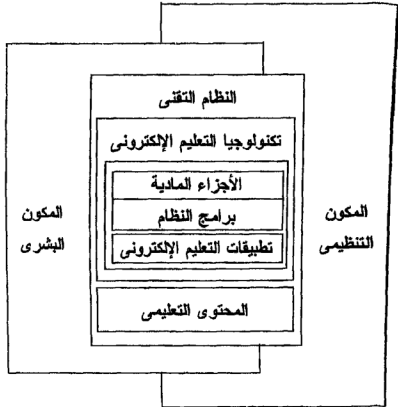 النظام التقنى
تكنولوجيا التعليم الإلكترونى
الأجزاء المادية
برامج النظام
تطبيقات التعليم الإلكترونى
المحتوى التعليمى
المكون
التنظيمى
المكون
البشرى